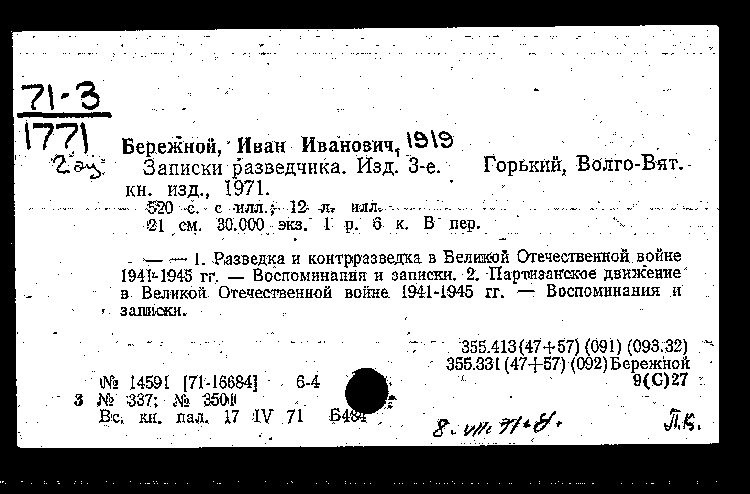 71-3
1771
Бережной, Иван Иванович, 1919
2 эк
Записки разведчика. Изд. 3-е. Горький, Волго-Вят.
кн. изд., 1971.
520 с. с илл.; 12 л. илл.
21 см. 30.000 экз. 1 р. 6 к. В пер.
— — 1. Разведка и контрразведка в Великой Отечественной войне
1941-1945 гг. — Воспоминания и записки. 2. Партизанское движение
в Великой Отечественной войне 1941-1945 гг. — Воспоминания и
записки.
355.413(47+57) (091) (093.32)
355.331 (47+57) (092) Бережной
№ 14591 [71-16684] 6-4 9(С)27
3 № 337; № 3501
Вс. кн. пал. 17 IV 71 Б484
8. VII. 71 П.В.